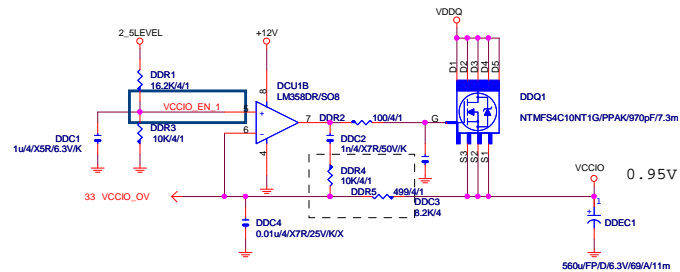 VDDQ
2_5LEVEL
+12V
D1
D2
D3
D4
D5
DDR1
16.2K/4/1
DCU1B
LM358DR/SO8
DDQ1
VCCIO_EN_1
8
5
+
7
DDR2
100/4/1
G
NTMFS4C10NT1G/PPAK/970pF/7.3m
DDC1
1u/4/X5R/6.3V/K
DDR3
10K/4/1
6
-
4
DDC2
1n/4/X7R/50V/K
S3
S2
S1
DDR4
10K/4/1
VCCIO
0.95V
33 VCCIO_OV
DDR5
499/4/1
DDC3
8.2K/4
1
+
DDC4
0.01u/4/X7R/25V/K/X
DDEC1
560u/FP/D/6.3V/69/A/11m